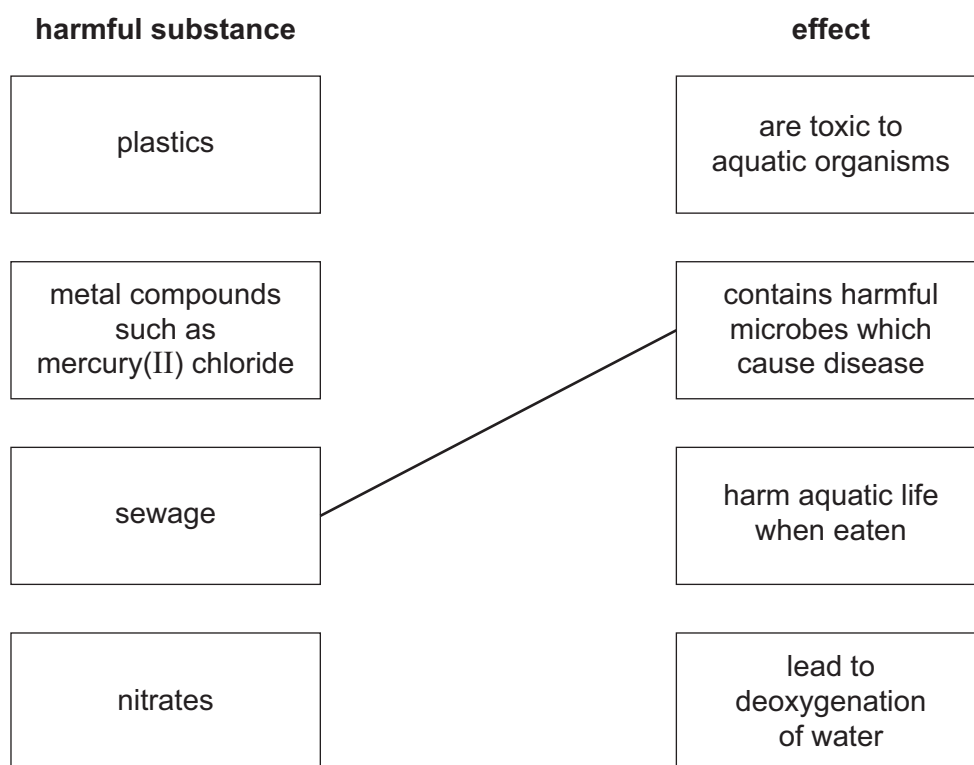 harmful substance
effect
plastics
are toxic to
aquatic organisms
metal compounds
such as
mercury(II) chloride
contains harmful
microbes which
cause disease
sewage
harm aquatic life
when eaten
nitrates
lead to
deoxygenation
of water